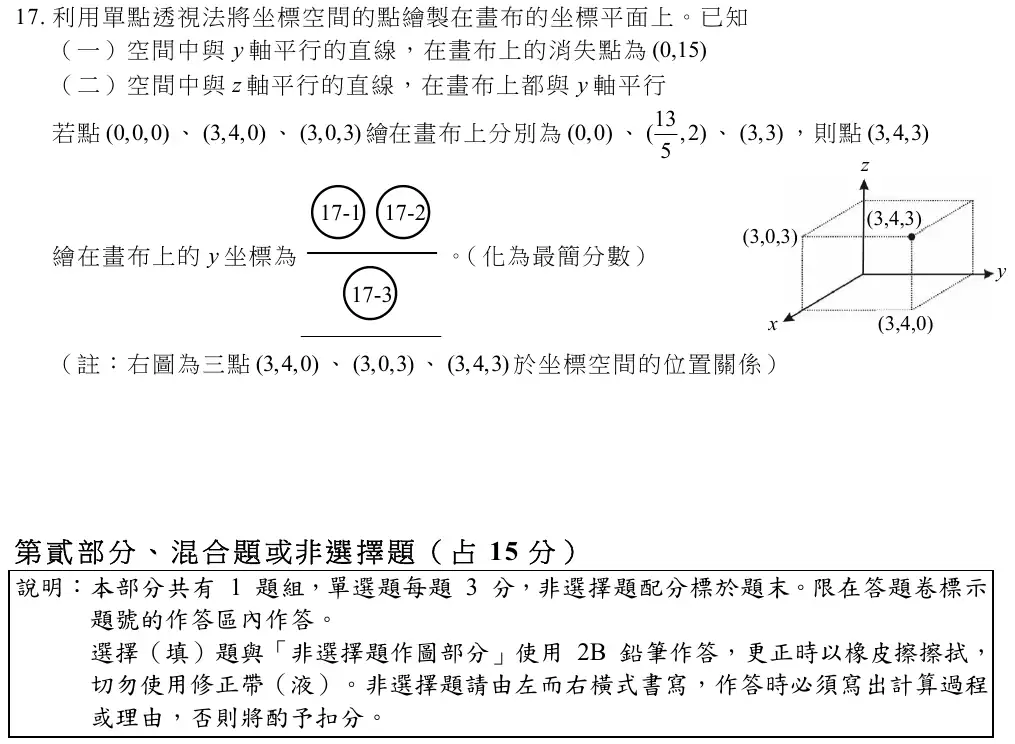 17. 利用單點透視法將坐標空間的點繪製在畫布的坐標平面上。已知
（一）空間中與 y 軸平行的直線，在畫布上的消失點為 (0,15)
（二）空間中與 z 軸平行的直線，在畫布上都與 y 軸平行
若點 (0,0,0) 、 (3,4,0) 、 (3,0,3) 繪在畫布上分別為 (0,0) 、 (13/5,2) 、 (3,3) ，則點 (3,4,3)
繪在畫布上的 y 坐標為 (17-1)(17-2)/(17-3) 。（化為最簡分數）
z
(3,4,3)
(3,0,3)
y
x
(3,4,0)
（註：右圖為三點 (3,4,0) 、 (3,0,3) 、 (3,4,3) 於坐標空間的位置關係）
第貳部分、混合題或非選擇題（占 15 分）
說明：本部分共有 1 題組，單選題每題 3 分，非選擇題配分標於題末。限在答題卷標示
題號的作答區內作答。
選擇（填）題與「非選擇題作圖部分」使用 2B 鉛筆作答，更正時以橡皮擦擦拭，
切勿使用修正帶（液）。非選擇題請由左而右橫式書寫，作答時必須寫出計算過程
或理由，否則將酌予扣分。